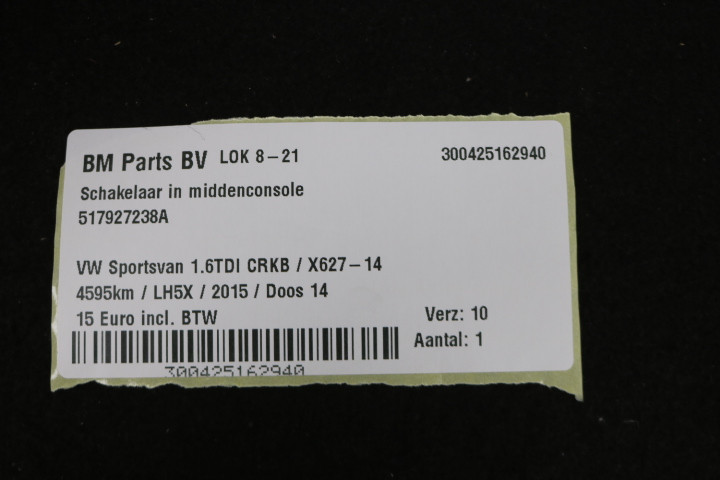 BM Parts BV LOK 8-21 300425162940
Schakelaar in middenconsole
517927238A
VW Sportsvan 1.6TDI CRKB / X627-14
4595km / LH5X / 2015 / Doos 14
15 Euro incl. BTW Verz: 10
Aantal: 1
300425162940